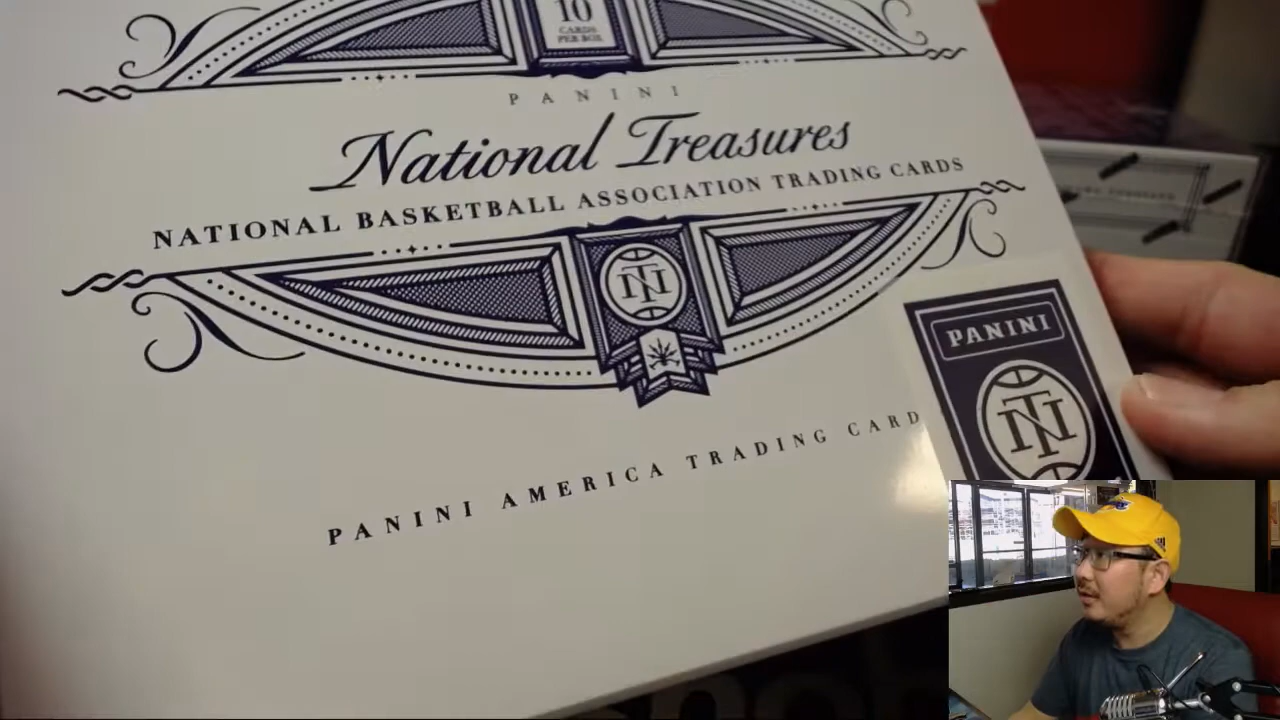 10
CARDS
PER BOX
PANINI
National Treasures
NATIONAL BASKETBALL ASSOCIATION TRADING CARDS
NT
PANINI AMERICA TRADING CARD
PANINI
NT